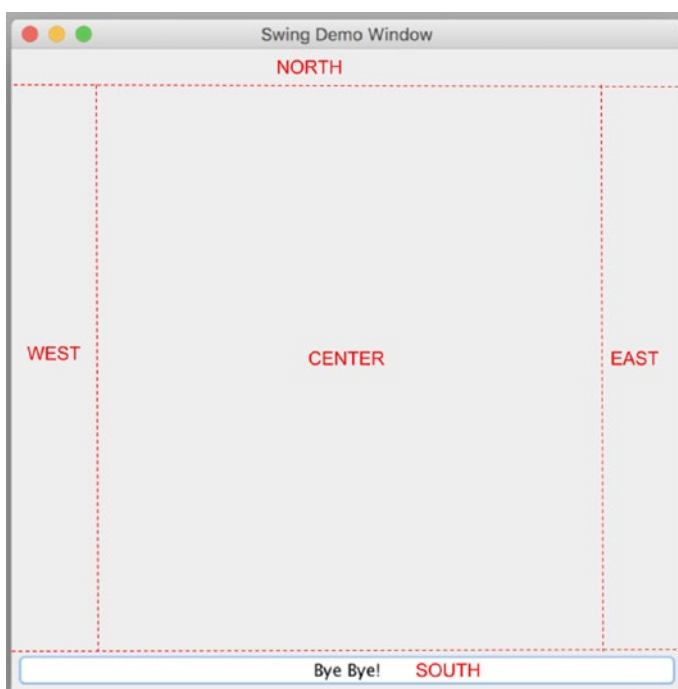 Swing Demo Window
NORTH
WEST
CENTER
EAST
Bye Bye! SOUTH